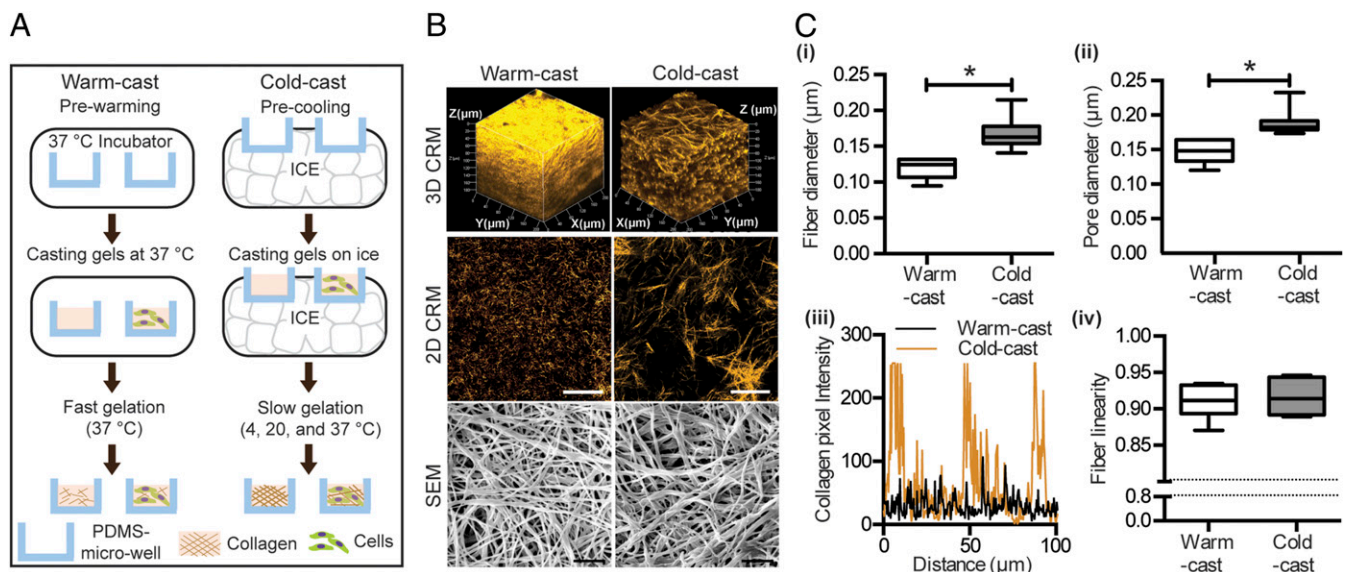 A
Warm-cast
Pre-warming
37 °C Incubator
Casting gels at 37 °C
Fast gelation
(37 °C)
Cold-cast
Pre-cooling
ICE
Casting gels on ice
ICE
Slow gelation
(4, 20, and 37 °C)
PDMS-
micro-well
Collagen
Cells
B
Warm-cast
Cold-cast
3D CRM
Z(µm)
Y(µm)
X(µm)
Z (µm)
X(µm)
Y(µm)
2D CRM
SEM
C
(i)
Fiber diameter (µm)
0.25
0.20
0.15
0.10
0.05
0.00
*
Warm
-cast
Cold
-cast
(ii)
Pore diameter (µm)
0.25
0.20
0.15
0.10
0.05
0.00
*
Warm
-cast
Cold
-cast
(iii)
Collagen pixel Intensity
300
250
200
150
100
50
0
Warm-cast
Cold-cast
0
50
100
Distance (µm)
(iv)
Fiber linearity
1.00
0.95
0.90
0.85
0.8
0.0
Warm
-cast
Cold
-cast